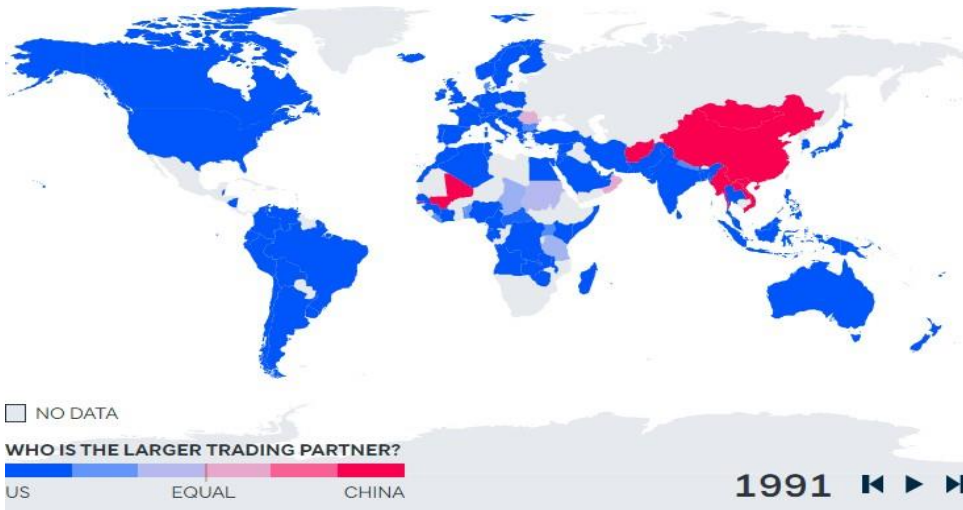 NO DATA
WHO IS THE LARGER TRADING PARTNER?
US EQUAL CHINA
1991